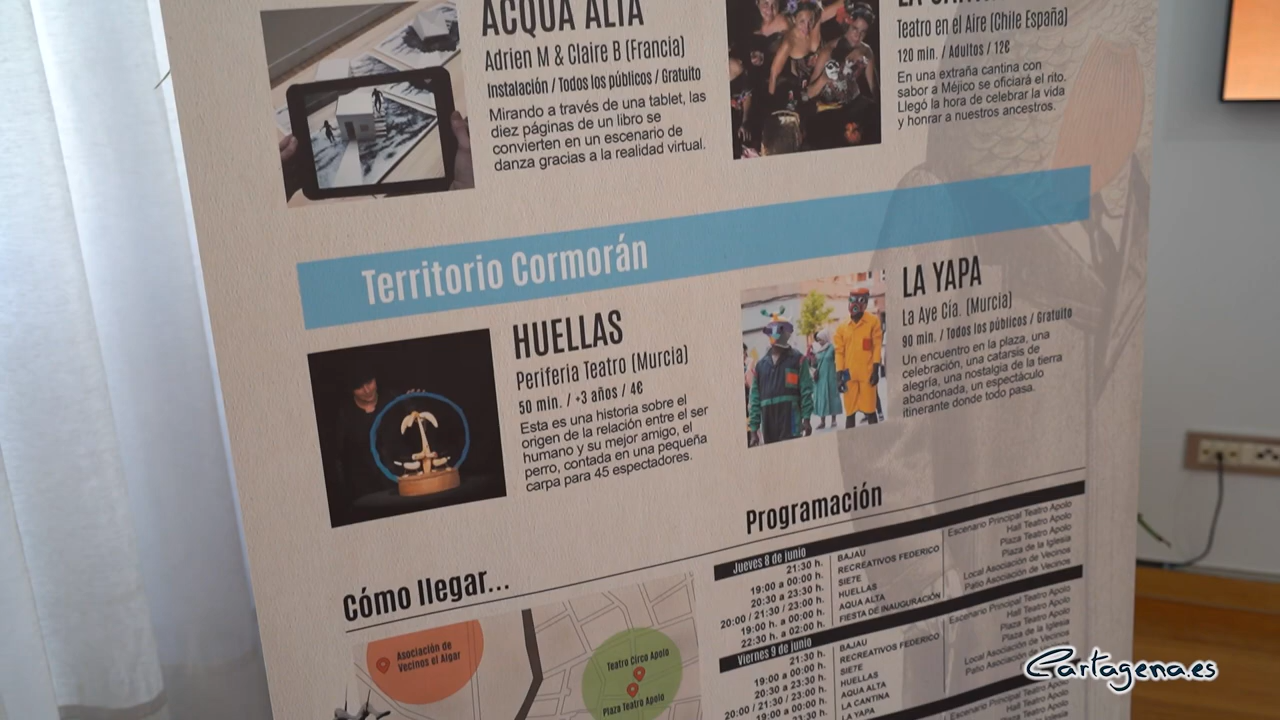 ACQUA ALTA
Adrien M & Claire B (Francia)
Instalación / Todos los públicos / Gratuito
Mirando a través de una tablet, las
diez páginas de un libro se
convierten en un escenario de
danza gracias a la realidad virtual.
Teatro en el Aire (Chile España)
120 min. / Adultos / 12€
En una extraña cantina con
sabor a Méjico se oficiará el rito.
Llegó la hora de celebrar la vida
y honrar a nuestros ancestros.
Territorio Cormorán
HUELLAS
Periferia Teatro (Murcia)
50 min. / +3 años / 4€
Esta es una historia sobre el
origen de la relación entre el ser
humano y su mejor amigo, el
perro, contada en una pequeña
carpa para 45 espectadores.
LA YAPA
La Aye Cía. (Murcia)
90 min. / Todos los públicos / Gratuito
Un encuentro en la plaza, una
celebración, una catarsis de
alegría, una nostalgia de la tierra
abandonada, un espectáculo
itinerante donde todo pasa.
Cómo llegar...
Asociación de
Vecinos el Algar
Teatro Circo Apolo
Plaza Teatro Apolo
Programación
Jueves 8 de junio
21:30 h. BAJAU Escenario Principal Teatro Apolo
19:00 a 00:00 h. RECREATIVOS FEDERICO Hall Teatro Apolo
20:30 a 23:30 h. SIETE Plaza Teatro Apolo
20:00 / 21:30 / 23:00 h. HUELLAS Plaza de la Iglesia
19:00 h. a 00:00 h. AQUA ALTA Local Asociación de Vecinos
22:30 h. a 02:00 h. FIESTA DE INAUGURACIÓN Patio Asociación de Vecinos
Viernes 9 de junio
21:30 h. BAJAU Escenario Principal Teatro Apolo
19:00 a 00:00 h. RECREATIVOS FEDERICO Hall Teatro Apolo
20:30 a 23:30 h. SIETE Plaza Teatro Apolo
20:00 / 21:30 / 23:00 h. HUELLAS Plaza de la Iglesia
19:00 h. a 00:00 h. AQUA ALTA Local Asociación de Vecinos
LA CANTINA
LA YAPA
Cartagena.es